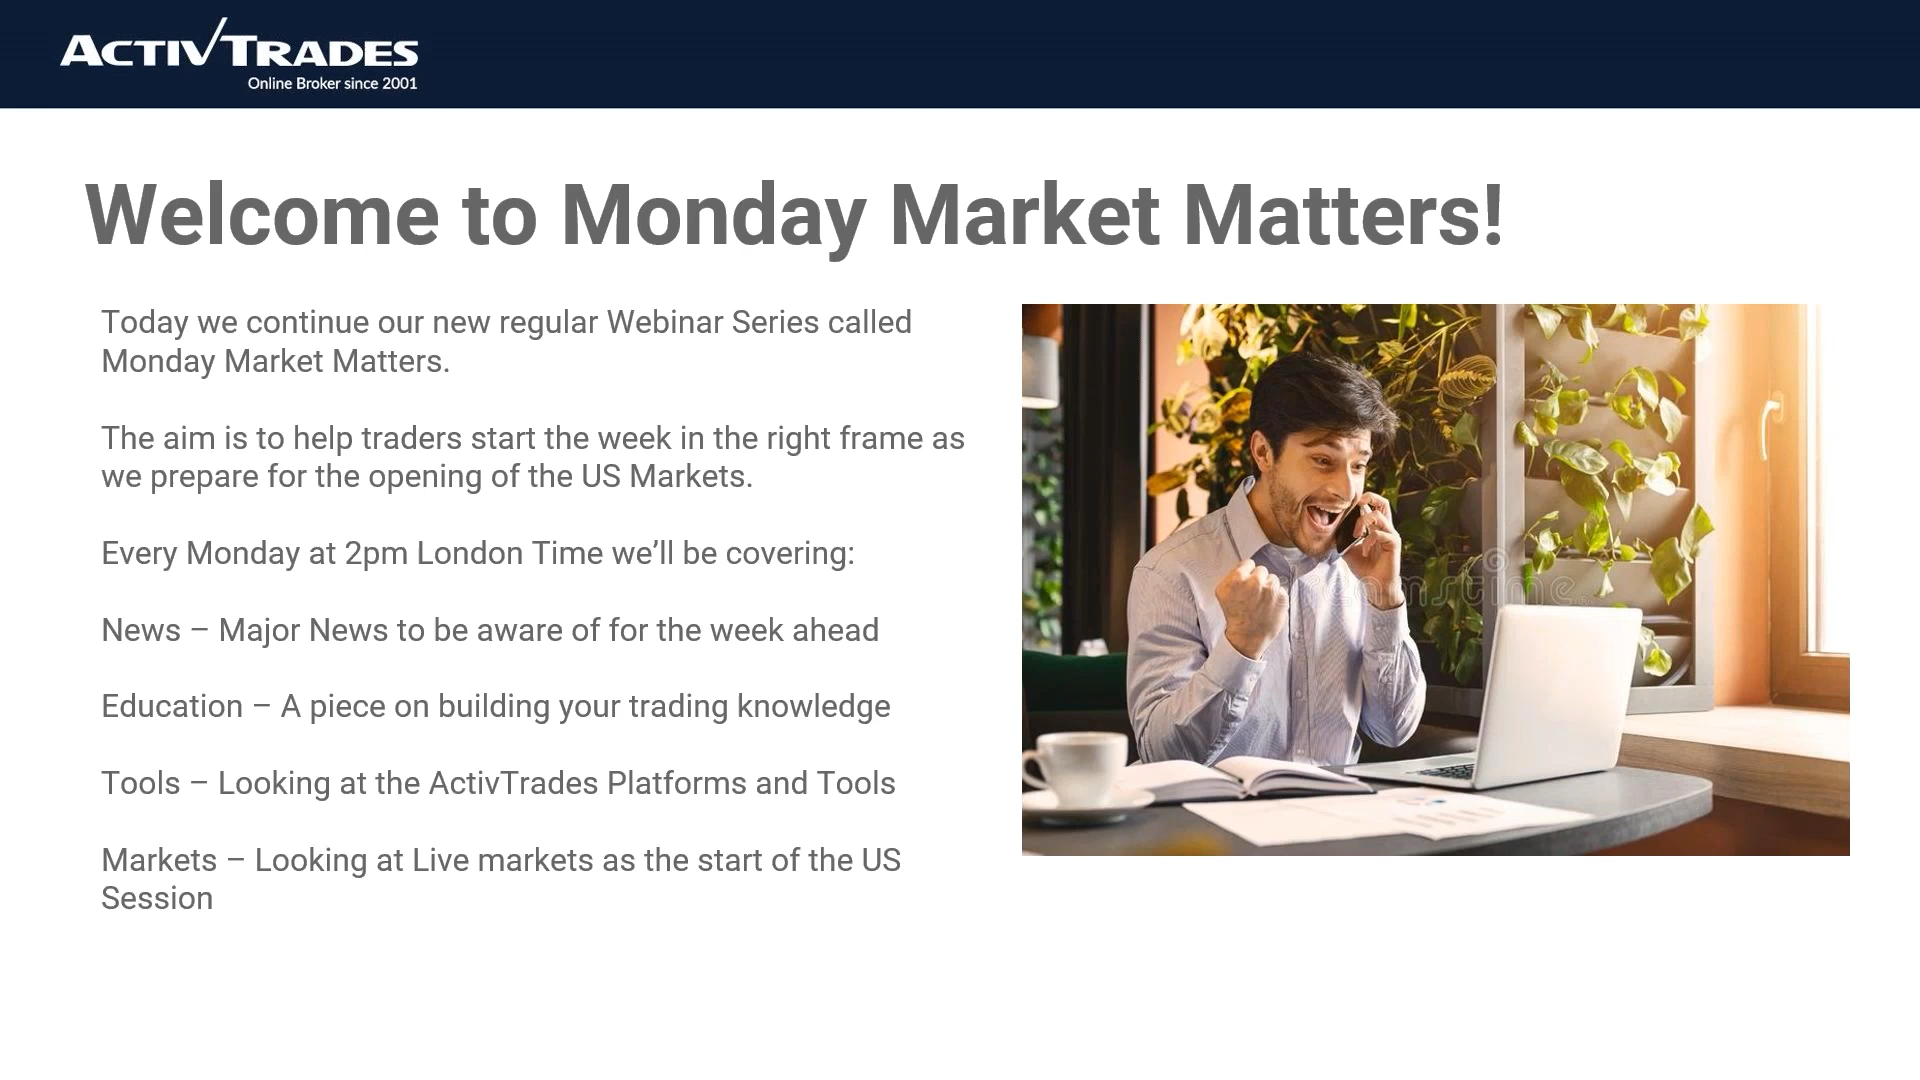 ACTIVTRADES
Online Broker since 2001
Welcome to Monday Market Matters!
Today we continue our new regular Webinar Series called
Monday Market Matters.
The aim is to help traders start the week in the right frame as
we prepare for the opening of the US Markets.
Every Monday at 2pm London Time we’ll be covering:
News – Major News to be aware of for the week ahead
Education – A piece on building your trading knowledge
Tools – Looking at the ActivTrades Platforms and Tools
Markets – Looking at Live markets as the start of the US
Session